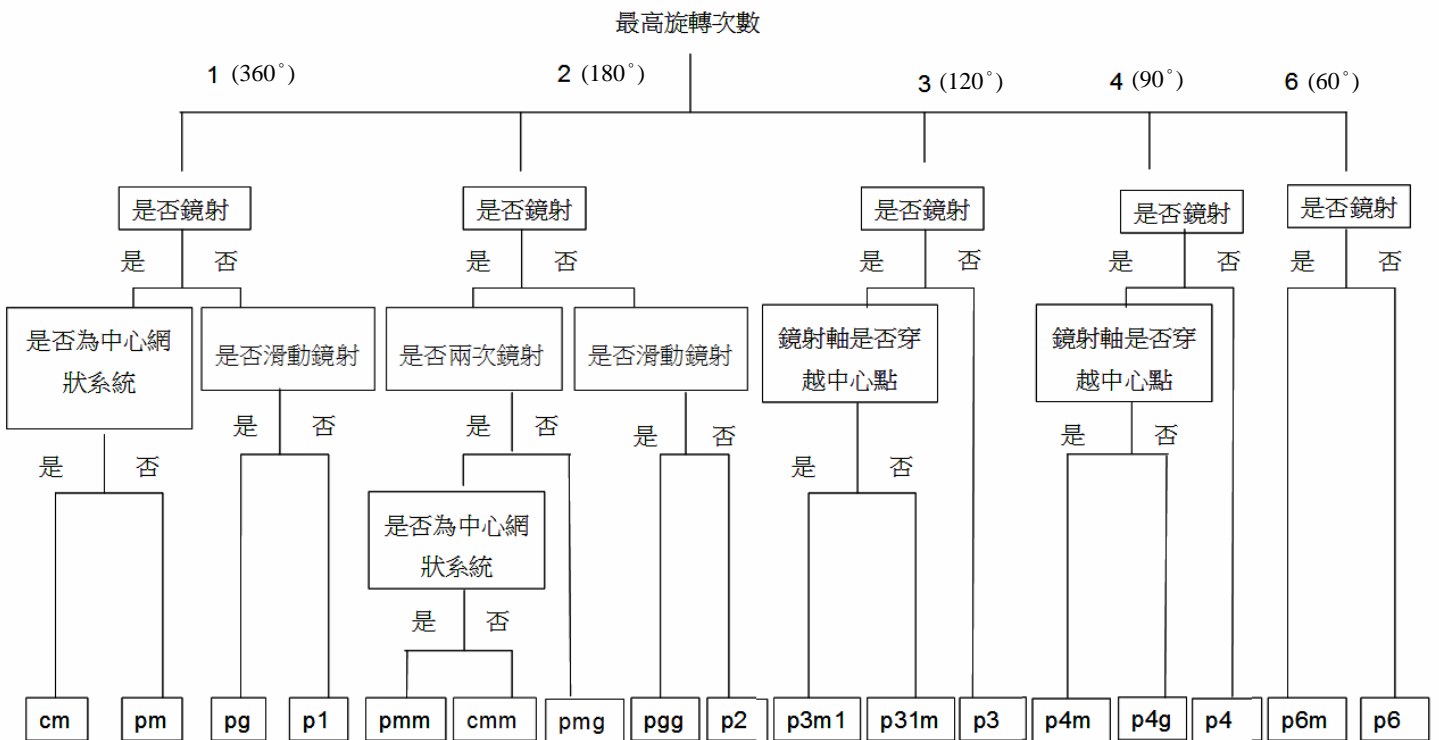 最高旋轉次數
1 (360°)
2 (180°)
3 (120°)
4 (90°)
6 (60°)
是否鏡射
是否鏡射
是否鏡射
是否鏡射
是否鏡射
是 否
是 否
是 否
是 否
是 否
是否為中心網
狀系統
是否滑動鏡射
是否兩次鏡射
是否滑動鏡射
鏡射軸是否穿
越中心點
鏡射軸是否穿
越中心點
是 否
是 否
是 否
是 否
是 否
是 否
是否為中心網
狀系統
是 否
cm
pm
pg
p1
pmm
cmm
pmg
pgg
p2
p3m1
p31m
p3
p4m
p4g
p4
p6m
p6